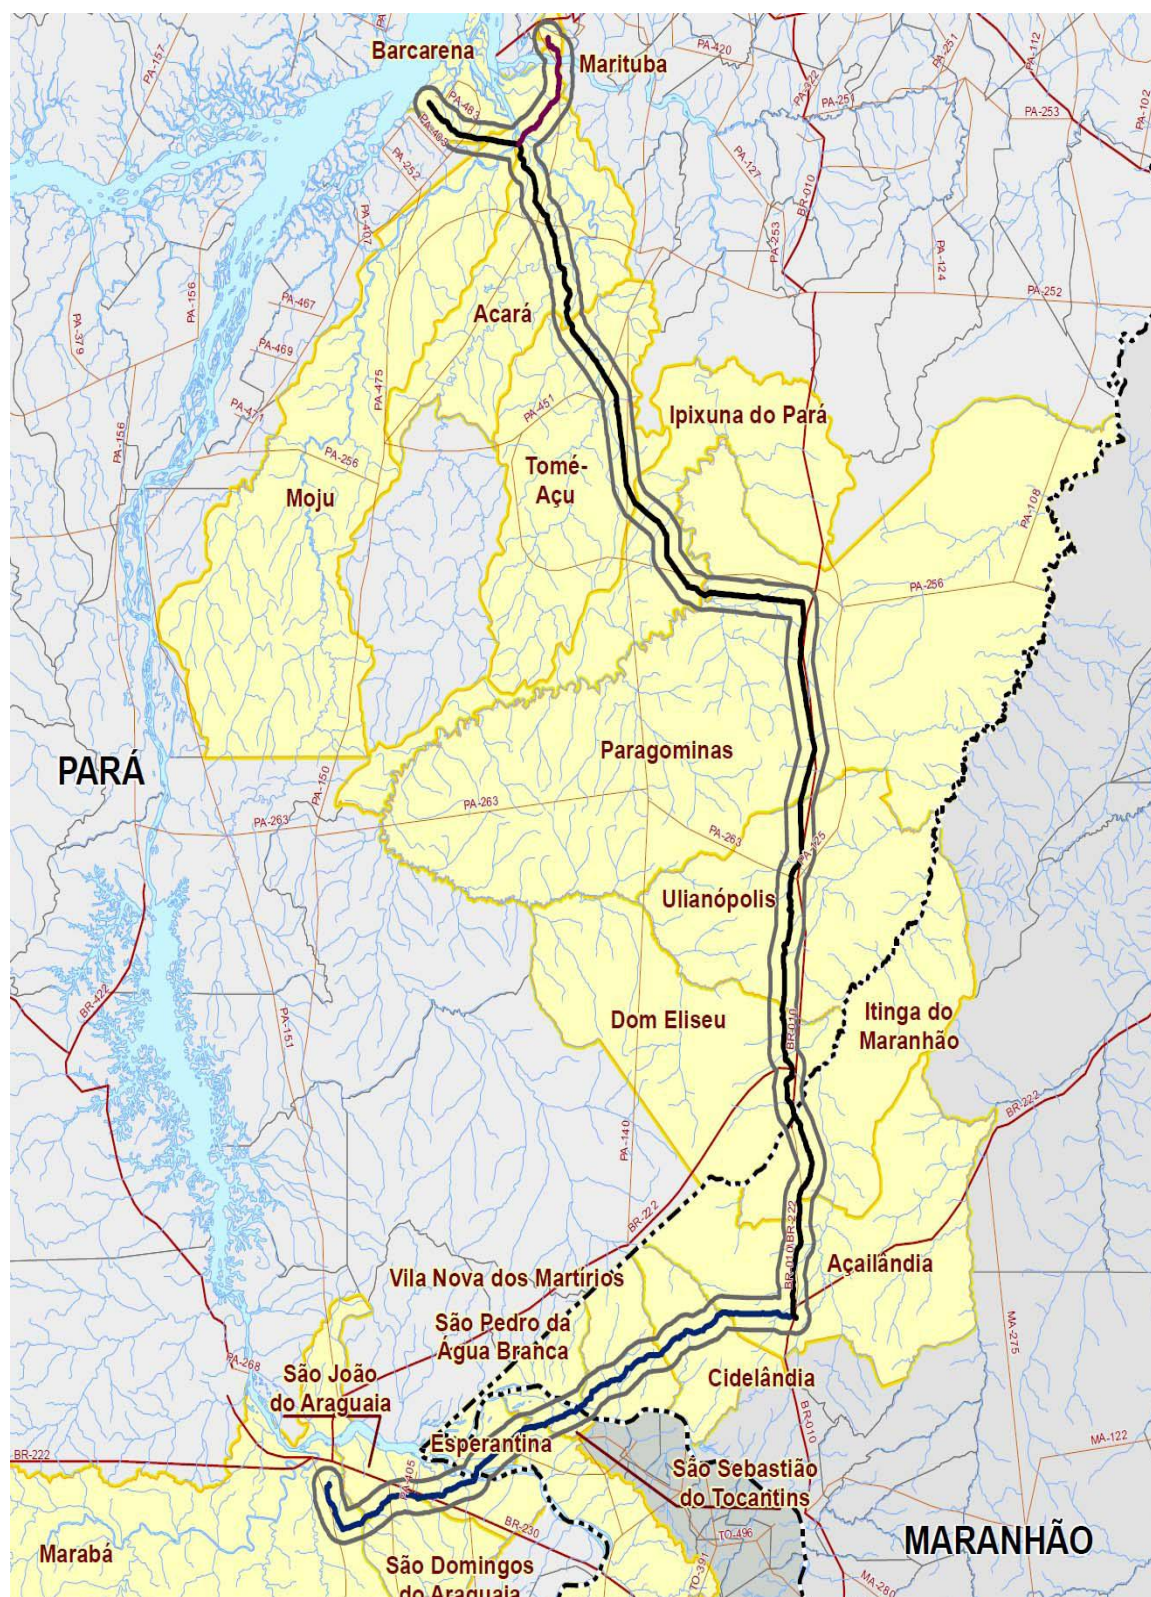 Barcarena
Marituba
PA-157
PA-420
PA-251
PA-112
PA-322
PA-251
PA-253
PA-102
PA-483
PA-403
PA-252
PA-127
BR-010
PA-407
PA-253
PA-124
PA-252
PA-156
PA-467
PA-379
PA-469
Acará
PA-475
PA-471
PA-451
Ipixuna do Pará
PA-156
PA-256
Tomé-
Açu
Moju
PA-108
PA-256
PARÁ
Paragominas
PA-150
PA-263
PA-263
PA-263
PA-125
Ulianópolis
BR-422
PA-151
Dom Eliseu
Itinga do
Maranhão
BR-010
BR-222
PA-140
BR-222
BR-222
BR-010
Açailândia
Vila Nova dos Martírios
São Pedro da
Água Branca
MA-275
PA-268
São João
do Araguaia
Cidelândia
BR-010
Esperantina
BR-222
PA-405
MA-122
São Sebastião
do Tocantins
BR-230
TO-496
MARANHÃO
Marabá
São Domingos
do Araguaia
TO-391
MA-280